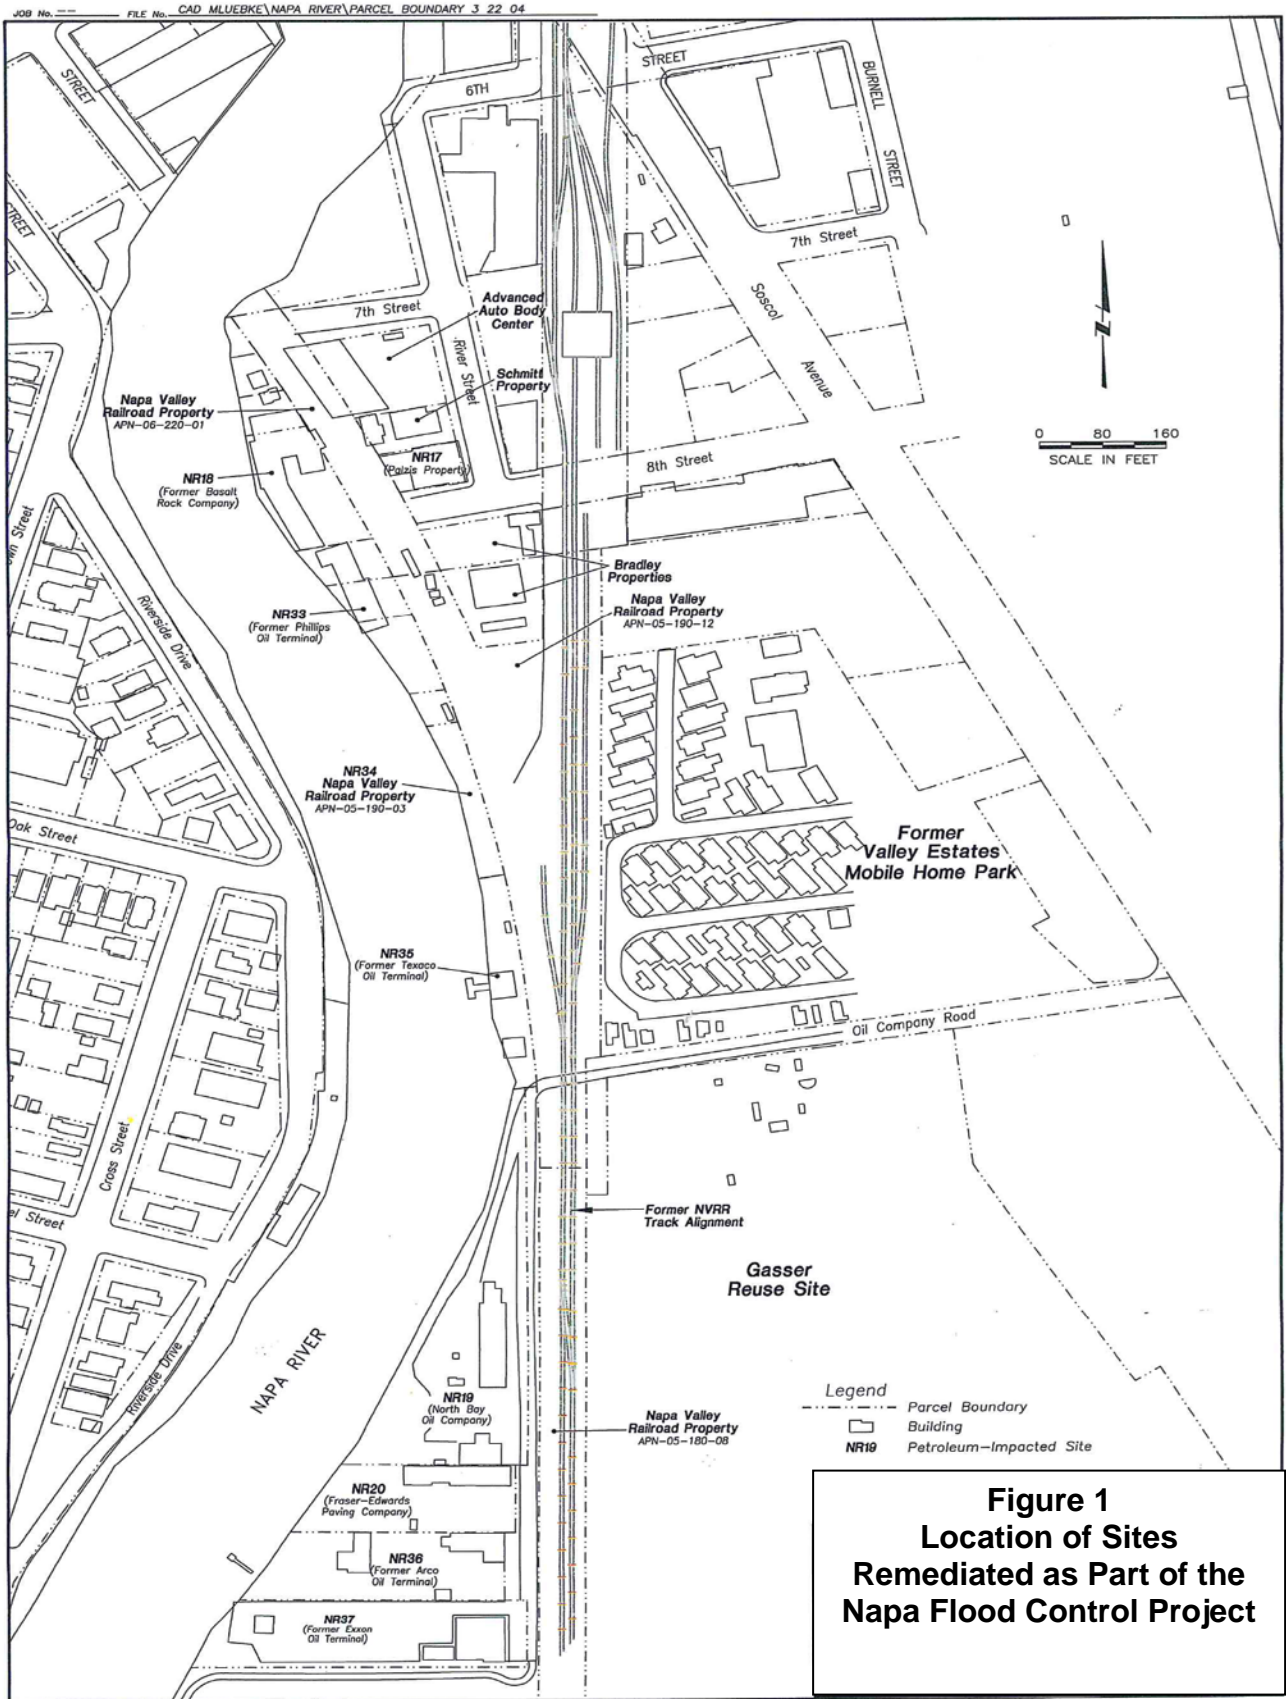 JOB No. -- FILE No. CAD MLUEBKE\NAPA RIVER\PARCEL BOUNDARY 3 22 04
STREET
6TH
STREET
BURNELL
STREET
STREET
7th Street
Soscol
Avenue
7th Street
Advanced
Auto Body
Center
River Street
Schmitt
Property
Napa Valley
Railroad Property
APN-06-220-01
NR17
(Palzis Property)
NR18
(Former Basalt
Rock Company)
8th Street
0 80 160
SCALE IN FEET
Bradley
Properties
Napa Valley
Railroad Property
APN-05-190-12
NR33
(Former Phillips
Oil Terminal)
Riverside Drive
Street
NR34
Napa Valley
Railroad Property
APN-05-190-03
Oak Street
Former
Valley Estates
Mobile Home Park
NR35
(Former Texaco
Oil Terminal)
Oil Company Road
Cross Street
Street
Former NVRR
Track Alignment
Gasser
Reuse Site
NAPA RIVER
Riverside Drive
NR19
(North Bay
Oil Company)
Napa Valley
Railroad Property
APN-05-180-08
Legend
Parcel Boundary
Building
NR19 Petroleum-Impacted Site
NR20
(Fraser-Edwards
Paving Company)
NR36
(Former Arco
Oil Terminal)
NR37
(Former Exxon
Oil Terminal)
Figure 1
Location of Sites
Remediated as Part of the
Napa Flood Control Project